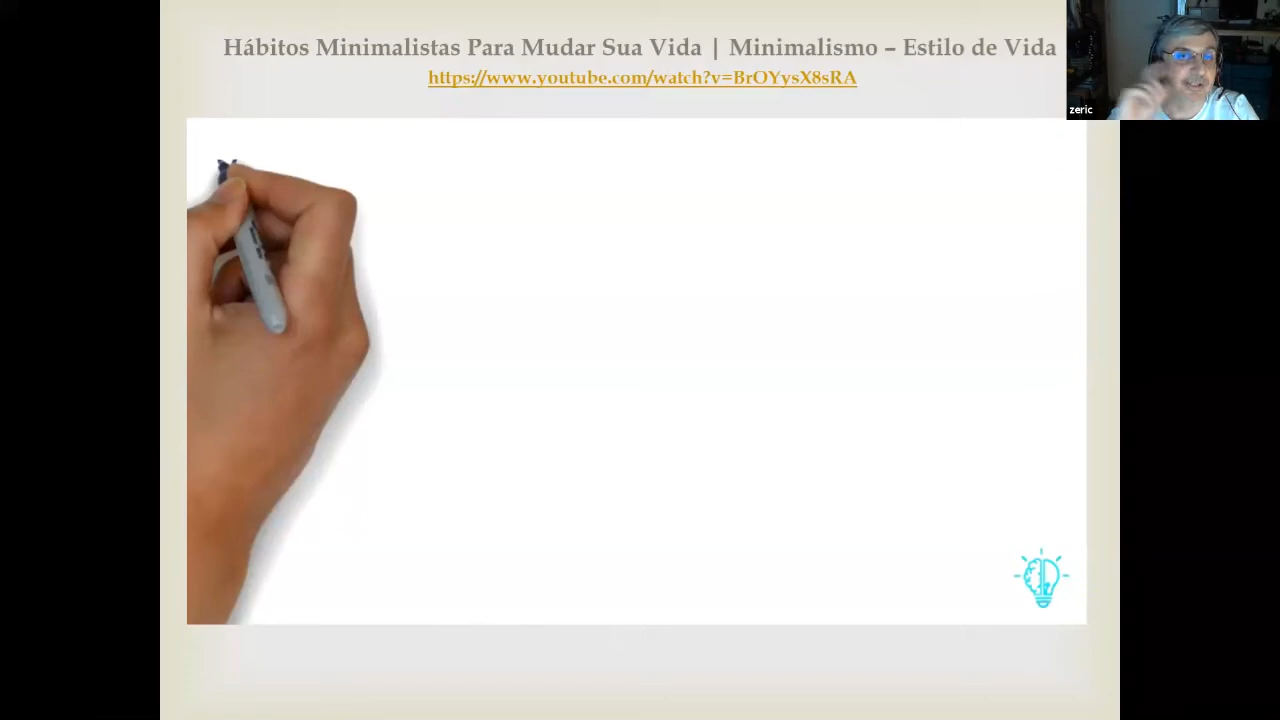 Hábitos Minimalistas Para Mudar Sua Vida | Minimalismo – Estilo de Vida
https://www.youtube.com/watch?v=BrOYysX8sRA
zeric